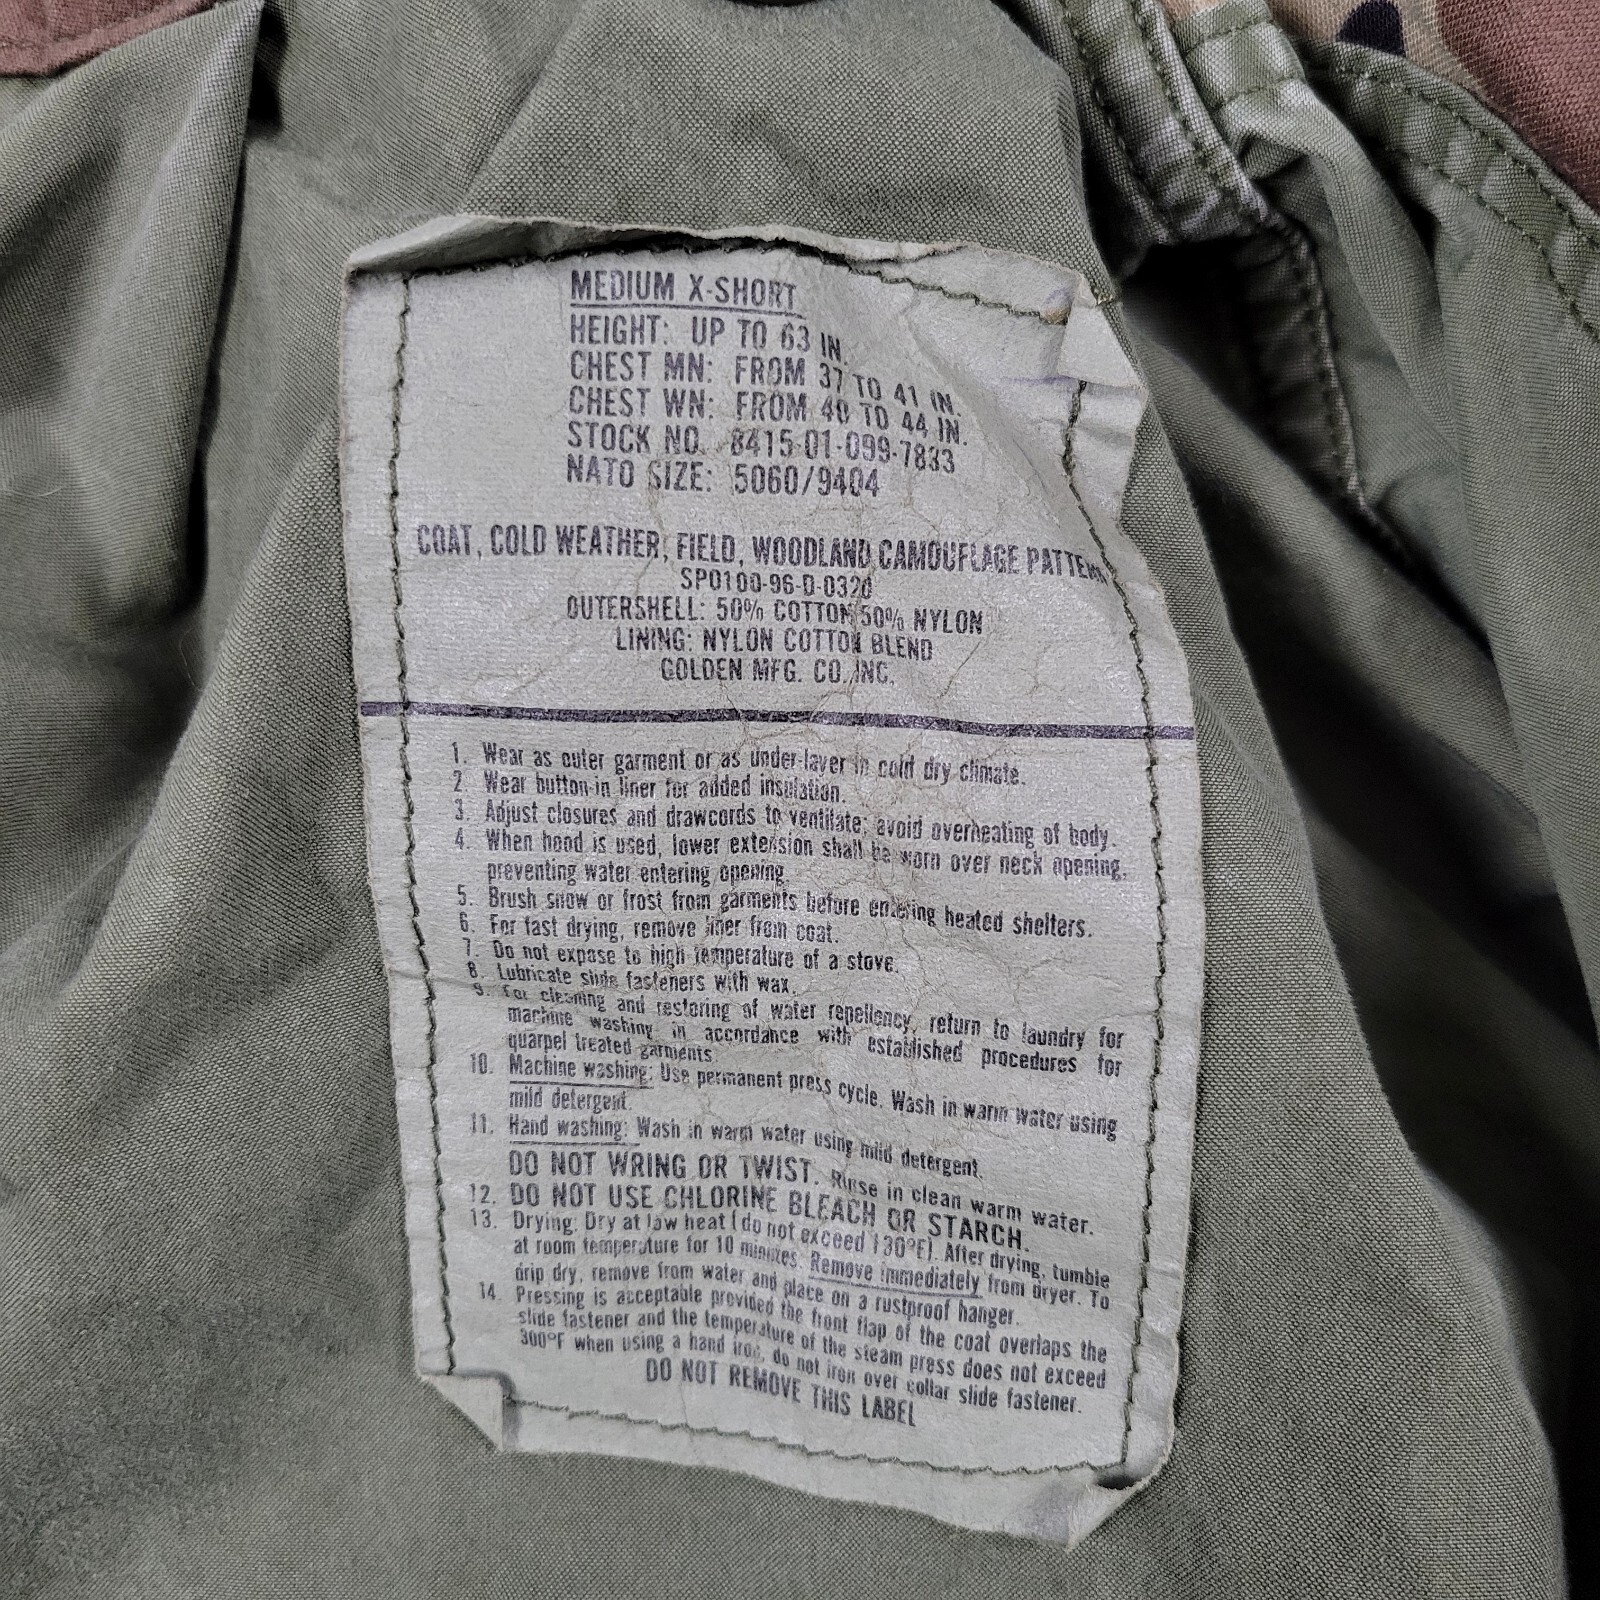 MEDIUM X-SHORT
HEIGHT: UP TO 63 IN.
CHEST MN: FROM 37 TO 41 IN.
CHEST WN: FROM 40 TO 44 IN.
STOCK NO. 8415-01-099-7833
NATO SIZE: 5060/9404
COAT, COLD WEATHER, FIELD, WOODLAND CAMOUFLAGE PATTERN
SPO100-96-D-0320
OUTERSHELL: 50% COTTON 50% NYLON
LINING: NYLON COTTON BLEND
GOLDEN MFG. CO. INC.
1. Wear as outer garment or as under-layer in cold dry climate.
2. Wear button-in liner for added insulation.
3. Adjust closures and drawcords to ventilate; avoid overheating of body.
4. When hood is used, lower extension shall be worn over neck opening,
preventing water entering opening.
5. Brush snow or frost from garments before entering heated shelters.
6. For fast drying, remove liner from coat.
7. Do not expose to high temperature of a stove.
8. Lubricate slide fasteners with wax.
9. For cleaning and restoring of water repellency, return to laundry for
machine washing in accordance with established procedures for
quarpel treated garments.
10. Machine washing: Use permanent press cycle. Wash in warm water using
mild detergent.
11. Hand washing: Wash in warm water using mild detergent.
DO NOT WRING OR TWIST. Rinse in clean warm water.
12. DO NOT USE CHLORINE BLEACH OR STARCH.
13. Drying: Dry at low heat (do not exceed 130°F). After drying, tumble
at room temperature for 10 minutes. Remove immediately from dryer. To
drip dry, remove from water and place on a rustproof hanger.
14. Pressing is acceptable provided the front flap of the coat overlaps the
slide fastener and the temperature of the steam press does not exceed
300°F when using a hand iron, do not iron over collar slide fastener.
DO NOT REMOVE THIS LABEL